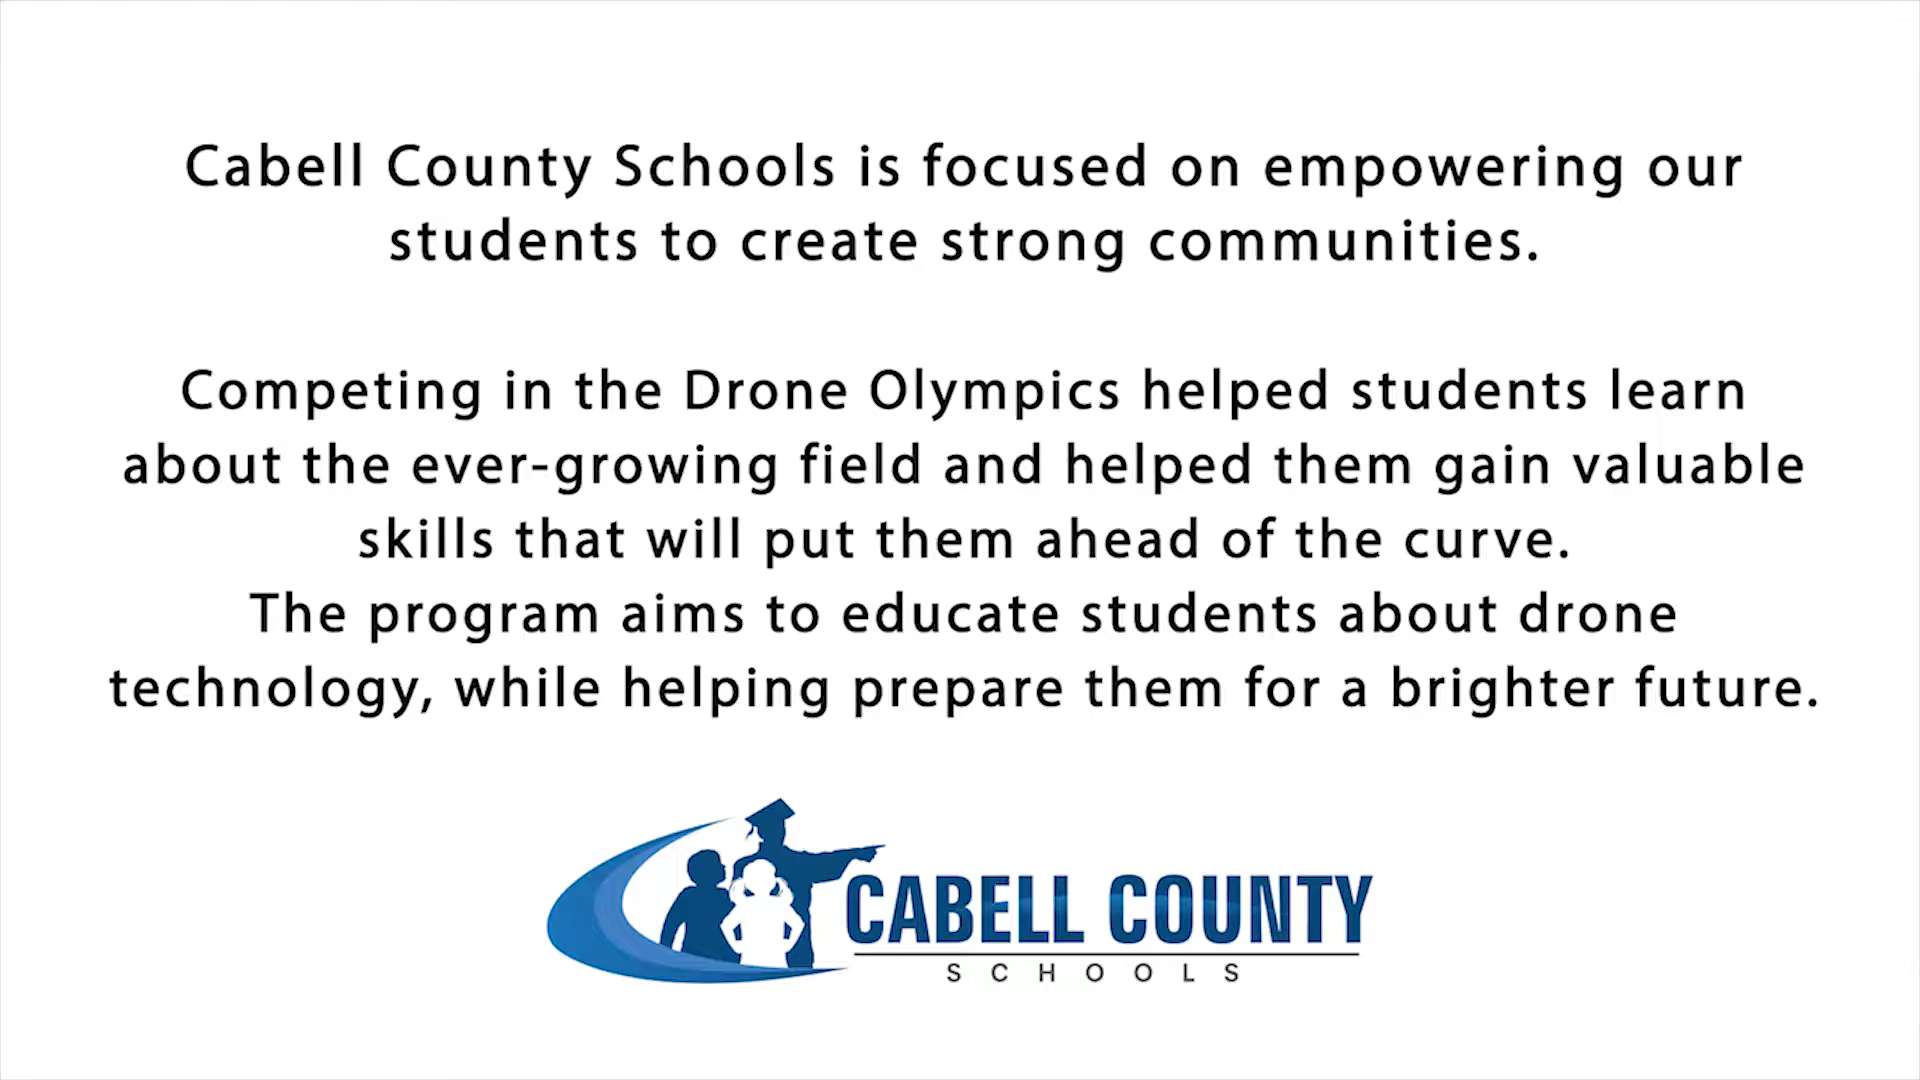 Cabell County Schools is focused on empowering our
students to create strong communities.
Competing in the Drone Olympics helped students learn
about the ever-growing field and helped them gain valuable
skills that will put them ahead of the curve.
The program aims to educate students about drone
technology, while helping prepare them for a brighter future.
CABELL COUNTY
SCHOOLS